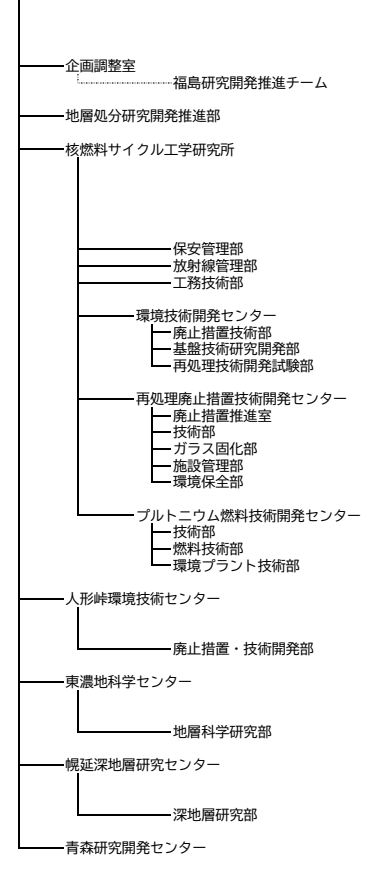 企画調整室
福島研究開発推進チーム
地層処分研究開発推進部
核燃料サイクル工学研究所
保安管理部
放射線管理部
工務技術部
環境技術開発センター
廃止措置技術部
基盤技術研究開発部
再処理技術開発試験部
再処理廃止措置技術開発センター
廃止措置推進室
技術部
ガラス固化部
施設管理部
環境保全部
プルトニウム燃料技術開発センター
技術部
燃料技術部
環境プラント技術部
人形峠環境技術センター
廃止措置・技術開発部
東濃地科学センター
地層科学研究部
幌延深地層研究センター
深地層研究部
青森研究開発センター